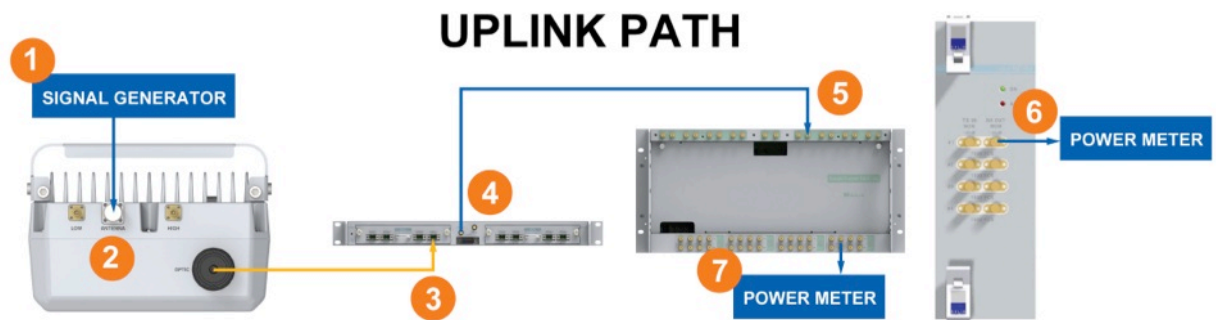 UPLINK PATH
1
SIGNAL GENERATOR
LOW
ANTENNA
HIGH
2
OPTIC
3
4
5
6
POWER METER
7
POWER METER